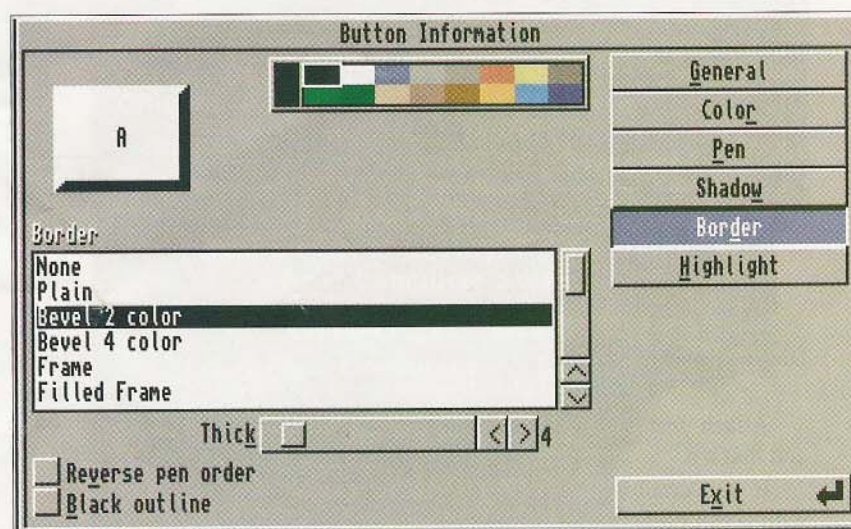 Button Information
A
General
Color
Pen
Shadow
Border
Highlight
Border
None
Plain
Bevel 2 color
Bevel 4 color
Frame
Filled Frame
Thick < > 4
Reverse pen order
Black outline
Exit